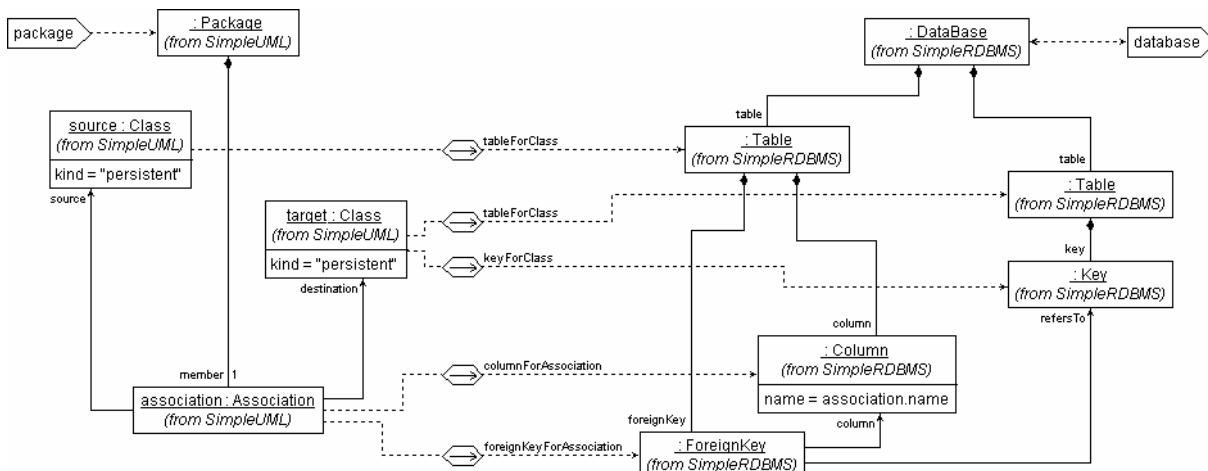 package
: Package
(from SimpleUML)
: DataBase
(from SimpleRDBMS)
database
table
source : Class
(from SimpleUML)
kind = "persistent"
source
tableForClass
: Table
(from SimpleRDBMS)
table
: Table
(from SimpleRDBMS)
target : Class
(from SimpleUML)
kind = "persistent"
destination
tableForClass
keyForClass
key
: Key
(from SimpleRDBMS)
refersTo
column
: Column
(from SimpleRDBMS)
name = association.name
columnForAssociation
member 1
association : Association
(from SimpleUML)
foreignKey
column
foreignKeyForAssociation
: ForeignKey
(from SimpleRDBMS)